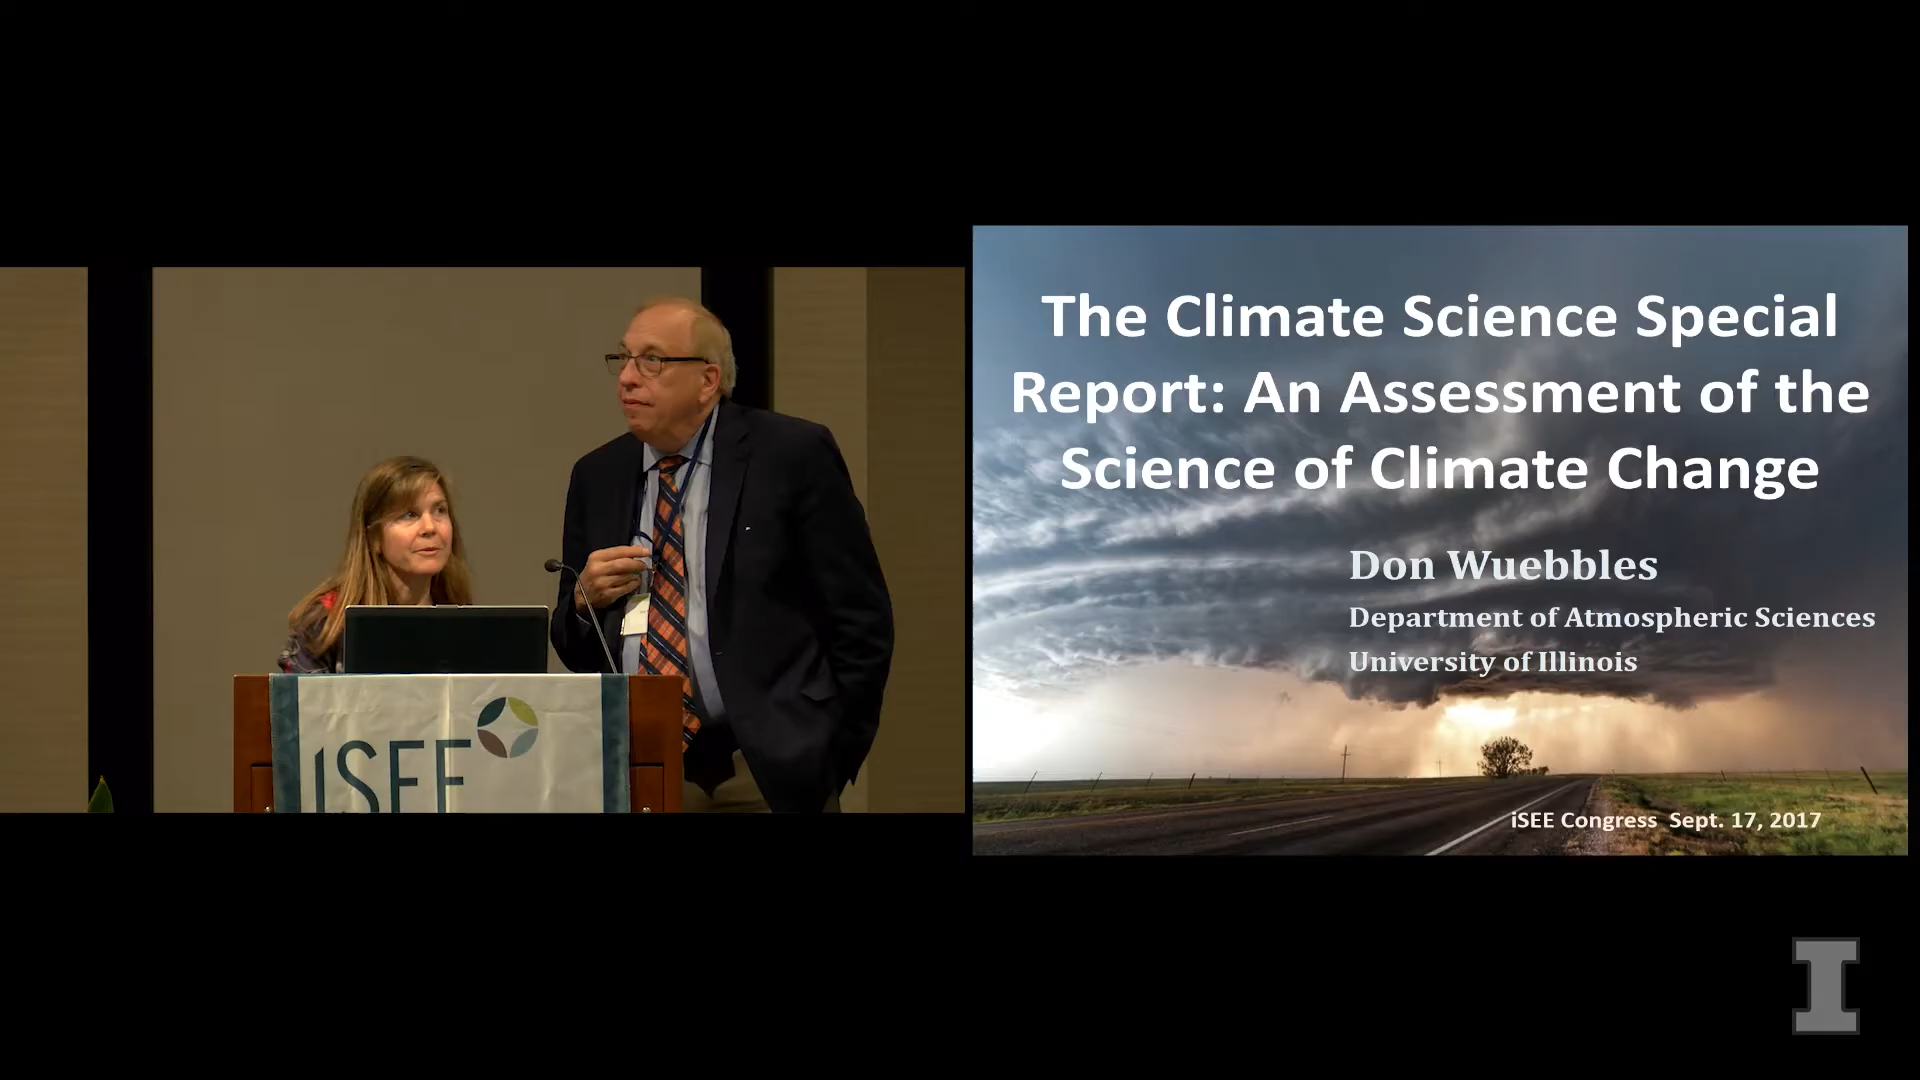 ISEE
The Climate Science Special
Report: An Assessment of the
Science of Climate Change
Don Wuebbles
Department of Atmospheric Sciences
University of Illinois
iSEE Congress Sept. 17, 2017
I